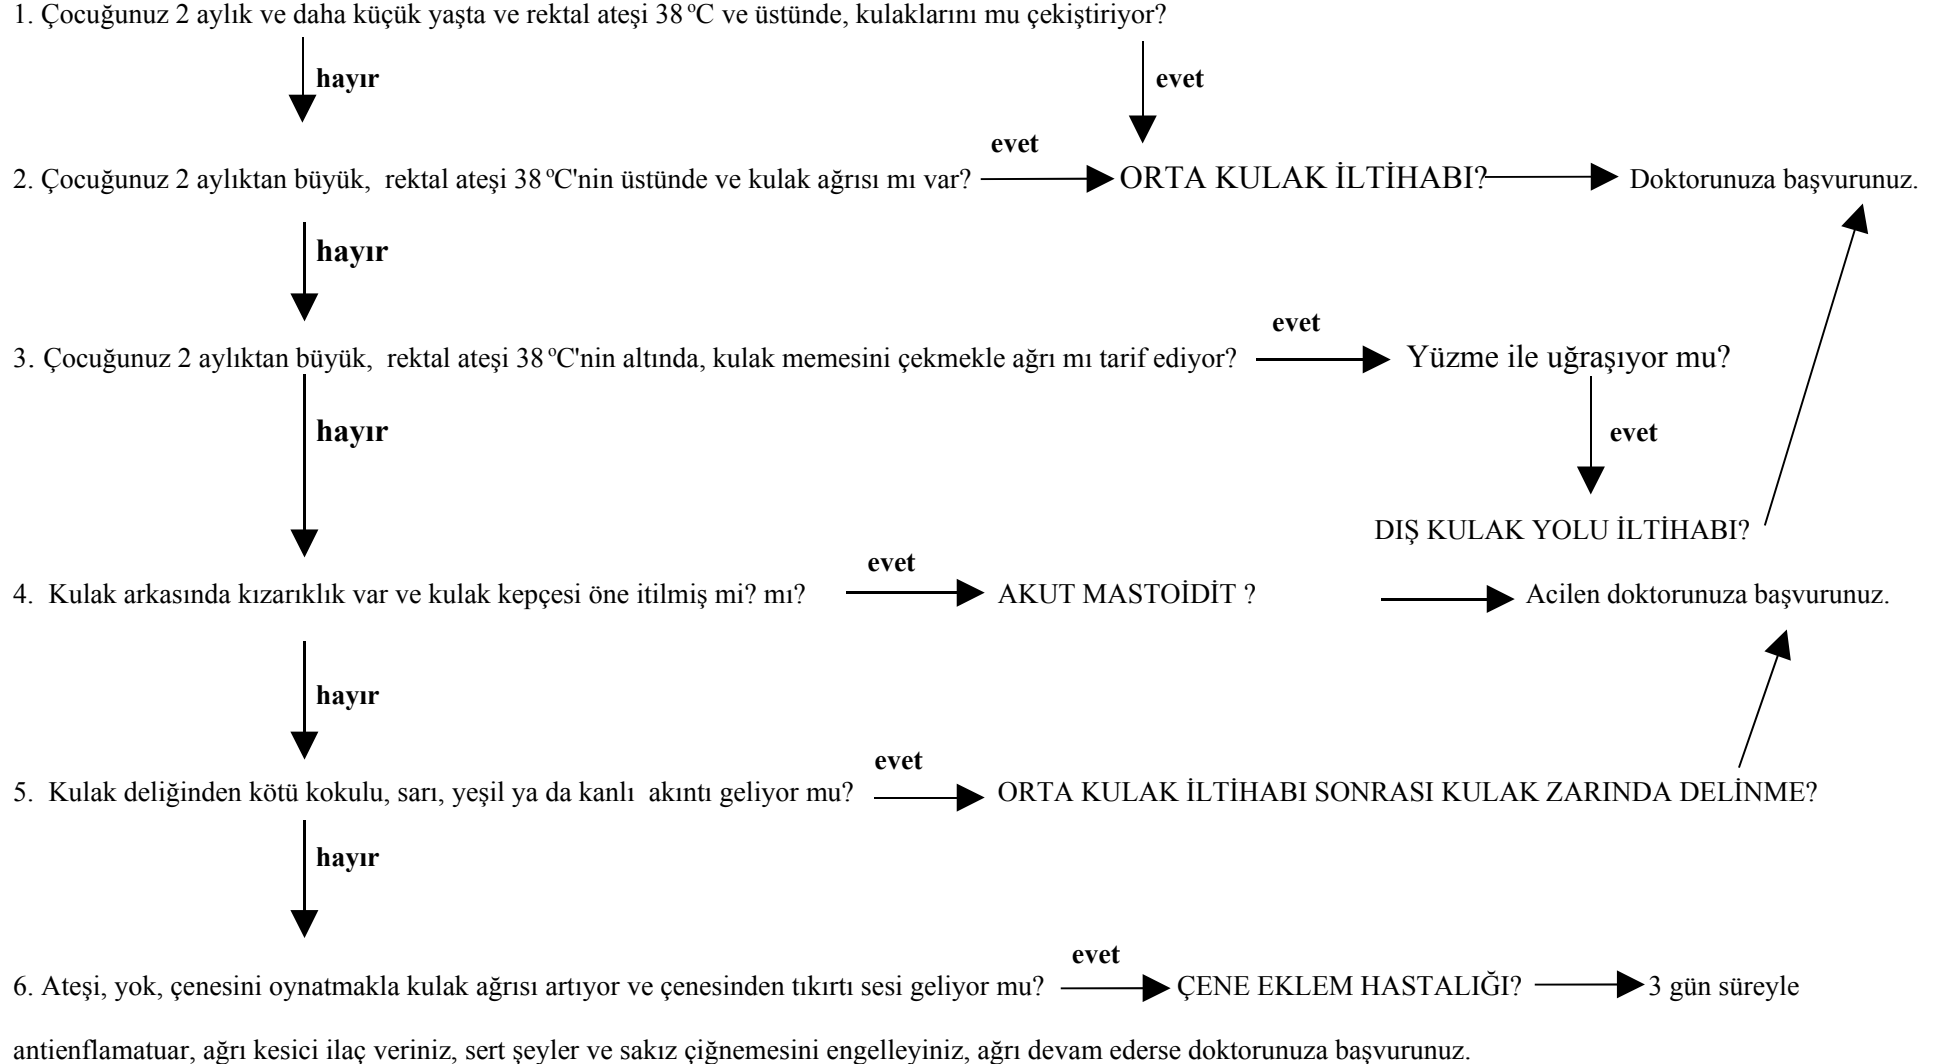 1. Çocuğunuz 2 aylık ve daha küçük yaşta ve rektal ateşi 38 ºC ve üstünde, kulaklarını mu çekiştiriyor?
hayır
evet
evet
2. Çocuğunuz 2 aylıktan büyük, rektal ateşi 38 ºC'nin üstünde ve kulak ağrısı mı var?
ORTA KULAK İLTİHABI?
Doktorunuza başvurunuz.
hayır
evet
3. Çocuğunuz 2 aylıktan büyük, rektal ateşi 38 ºC'nin altında, kulak memesini çekmekle ağrı mı tarif ediyor?
Yüzme ile uğraşıyor mu?
hayır
evet
DIŞ KULAK YOLU İLTİHABI?
evet
4. Kulak arkasında kızarıklık var ve kulak kepçesi öne itilmiş mi? mı?
AKUT MASTOİDİT ?
Acilen doktorunuza başvurunuz.
hayır
evet
5. Kulak deliğinden kötü kokulu, sarı, yeşil ya da kanlı akıntı geliyor mu?
ORTA KULAK İLTİHABI SONRASI KULAK ZARINDA DELİNME?
hayır
evet
6. Ateşi, yok, çenesini oynatmakla kulak ağrısı artıyor ve çenesinden tıkırtı sesi geliyor mu?
ÇENE EKLEM HASTALIĞI?
3 gün süreyle
antienflamatuar, ağrı kesici ilaç veriniz, sert şeyler ve sakız çiğnemesini engelleyiniz, ağrı devam ederse doktorunuza başvurunuz.